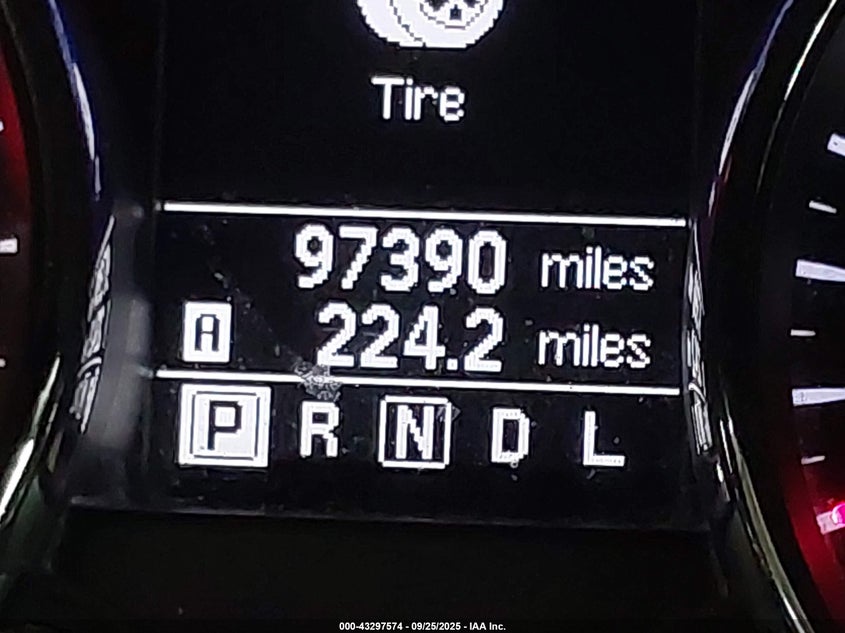 Tire
97390 miles
A 224.2 miles
P R N D L
000-43297574 - 09/25/2025 - IAA Inc.